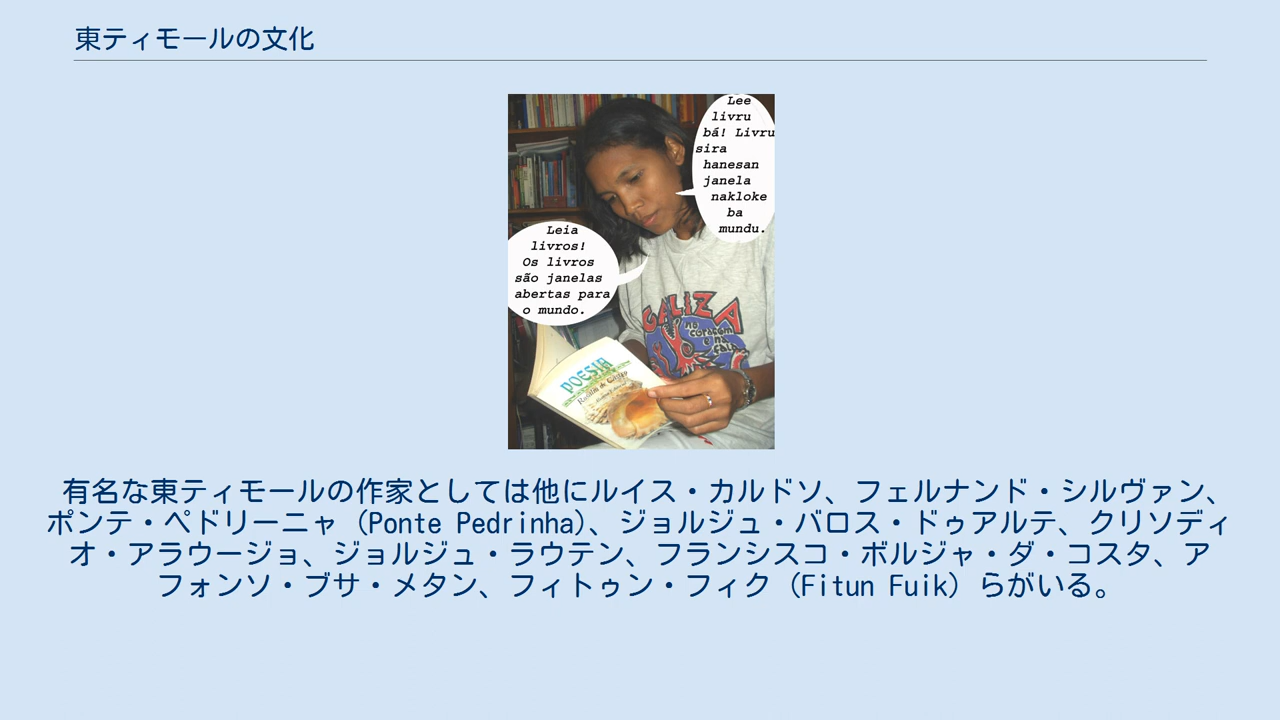 東ティモールの文化
Lee
livru
bá! Livru
sira
hanesan
janela
nakloke
ba
mundu.
Leia
livros!
Os livros
são janelas
abertas para
o mundo.
GALIZA
no
coraçom
e na
fala
POESIA
有名な東ティモールの作家としては他にルイス・カルドソ、フェルナンド・シルヴァン、
ポンテ・ペドリーニャ (Ponte Pedrinha)、ジョルジュ・バロス・ドゥアルテ、クリソディ
オ・アラウージョ、ジョルジュ・ラウテン、フランシスコ・ボルジャ・ダ・コスタ、ア
フォンソ・ブサ・メタン、フィトゥン・フィク (Fitun Fuik) らがいる。